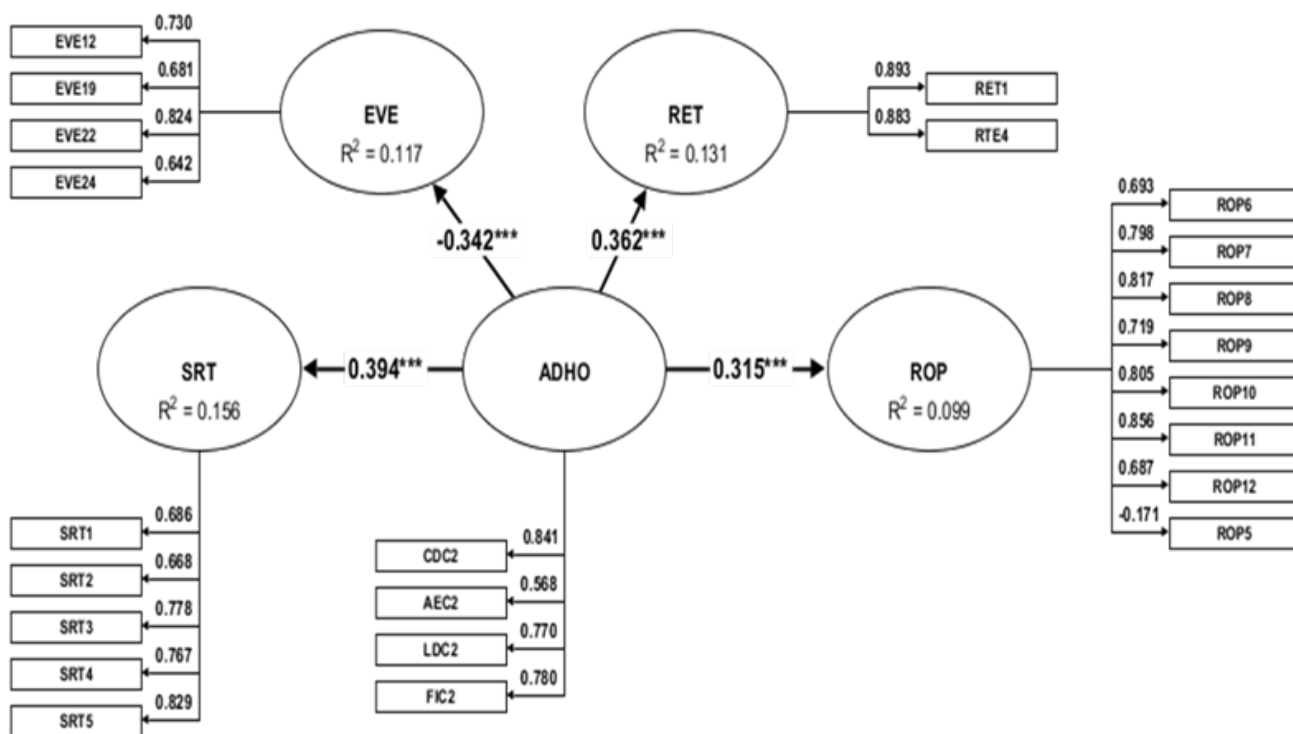 0.730
EVE12
0.681
EVE19
0.824
EVE22
0.642
EVE24
EVE
R² = 0.117
RET
R² = 0.131
0.893
RET1
0.883
RTE4
-0.342***
0.362***
0.693
ROP6
0.798
ROP7
0.817
ROP8
0.719
ROP9
0.805
ROP10
0.856
ROP11
0.687
ROP12
-0.171
ROP5
SRT
R² = 0.156
0.394***
ADHO
0.315***
ROP
R² = 0.099
0.686
SRT1
0.668
SRT2
0.778
SRT3
0.767
SRT4
0.829
SRT5
0.841
CDC2
0.568
AEC2
0.770
LDC2
0.780
FIC2